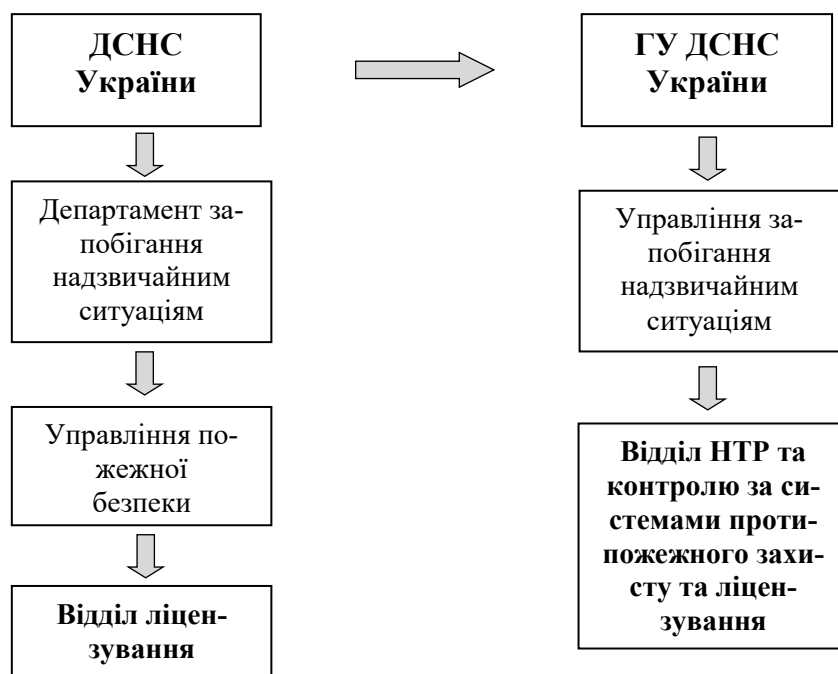 ДСНС
України
Департамент за-
побігання
надзвичайним
ситуаціям
Управління по-
жежної
безпеки
Відділ ліцен-
зування
ГУ ДСНС
України
Управління за-
побігання
надзвичайним
ситуаціям
Відділ НТР та
контролю за си-
стемами проти-
пожежного захи-
сту та ліцен-
зування